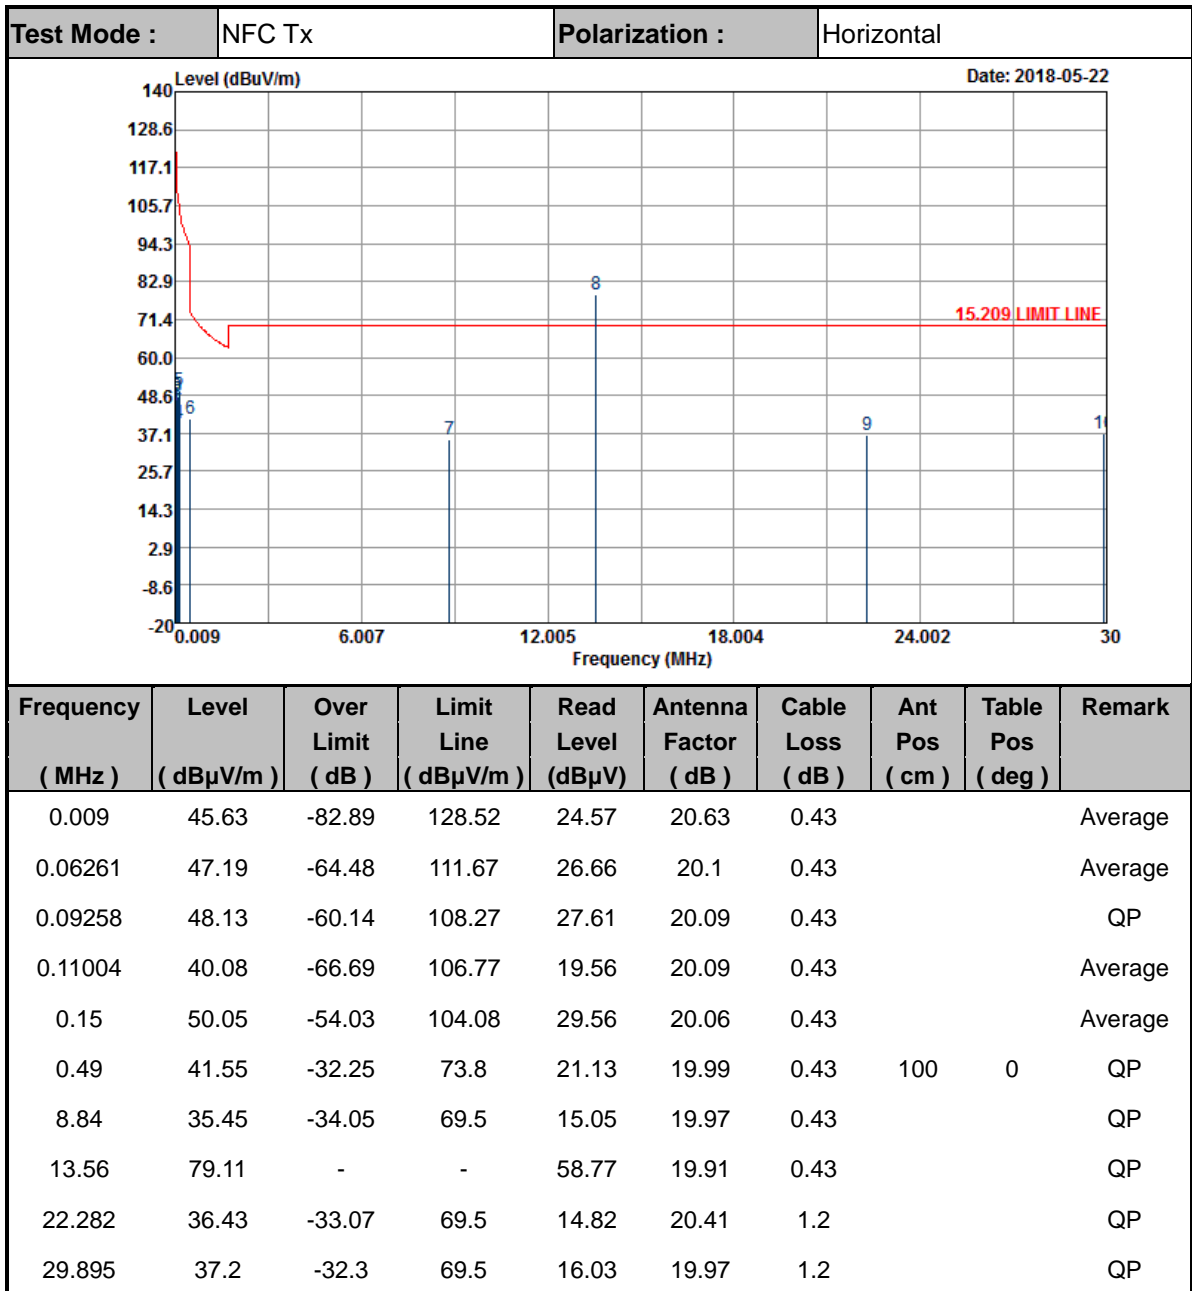 Test Mode : NFC Tx Polarization : Horizontal
Level (dBuV/m) Date: 2018-05-22
140
128.6
117.1
105.7
94.3
82.9
71.4
60.0
48.6
37.1
25.7
14.3
2.9
-8.6
-20
8
15.209 LIMIT LINE
5
6
7
9
10
0.009 6.007 12.005 18.004 24.002 30
Frequency (MHz)
Frequency Level Over Limit Read Antenna Cable Ant Table Remark
Limit Line Level Factor Loss Pos Pos
( MHz ) ( dBµV/m ) ( dB ) ( dBµV/m ) (dBµV) ( dB ) ( dB ) ( cm ) ( deg )
0.009 45.63 -82.89 128.52 24.57 20.63 0.43 Average
0.06261 47.19 -64.48 111.67 26.66 20.1 0.43 Average
0.09258 48.13 -60.14 108.27 27.61 20.09 0.43 QP
0.11004 40.08 -66.69 106.77 19.56 20.09 0.43 Average
0.15 50.05 -54.03 104.08 29.56 20.06 0.43 Average
0.49 41.55 -32.25 73.8 21.13 19.99 0.43 100 0 QP
8.84 35.45 -34.05 69.5 15.05 19.97 0.43 QP
13.56 79.11 - - 58.77 19.91 0.43 QP
22.282 36.43 -33.07 69.5 14.82 20.41 1.2 QP
29.895 37.2 -32.3 69.5 16.03 19.97 1.2 QP